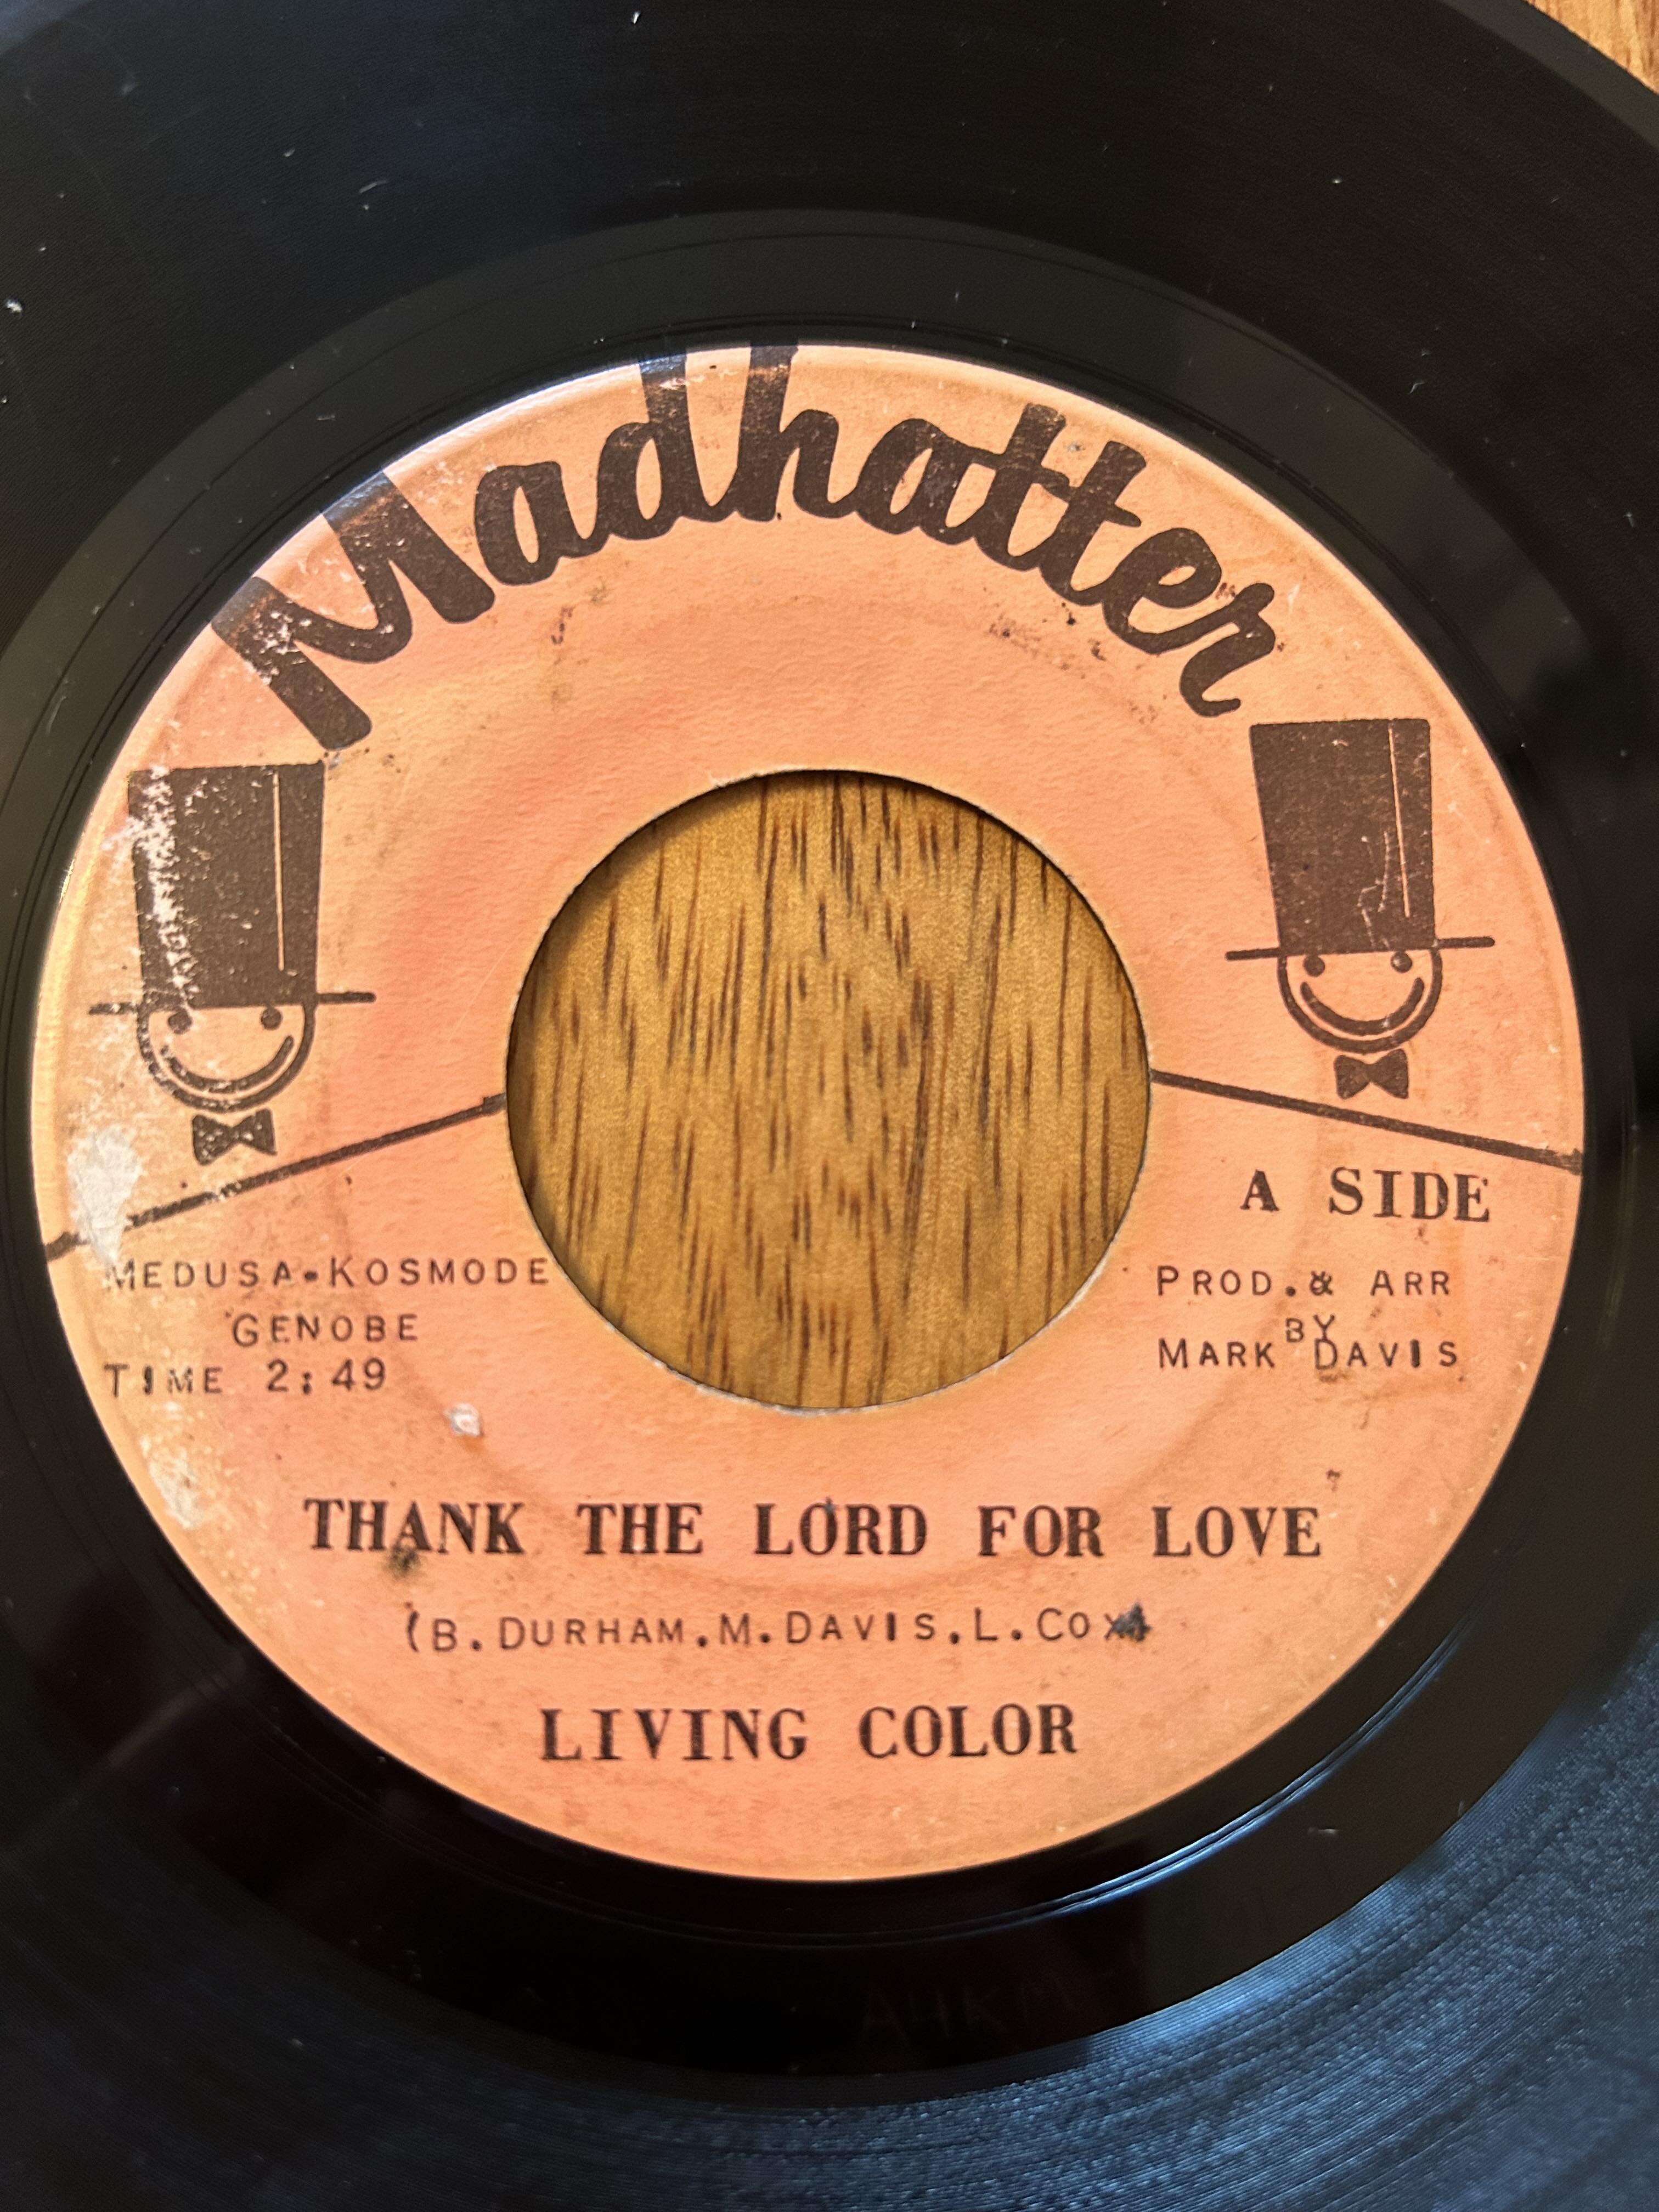 Madhatter
A SIDE
MEDUSA-KOSMODE
GENOBE
TIME 2:49
PROD.& ARR
BY
MARK DAVIS
THANK THE LORD FOR LOVE
(B. DURHAM, M. DAVIS, L. COX)
LIVING COLOR